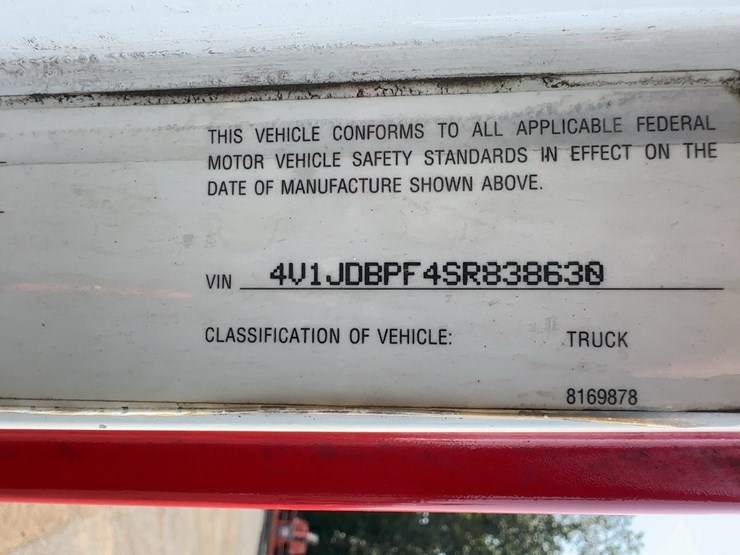 THIS VEHICLE CONFORMS TO ALL APPLICABLE FEDERAL
MOTOR VEHICLE SAFETY STANDARDS IN EFFECT ON THE
DATE OF MANUFACTURE SHOWN ABOVE.
VIN 4V1JDBPF4SR838630
CLASSIFICATION OF VEHICLE: TRUCK
8169878